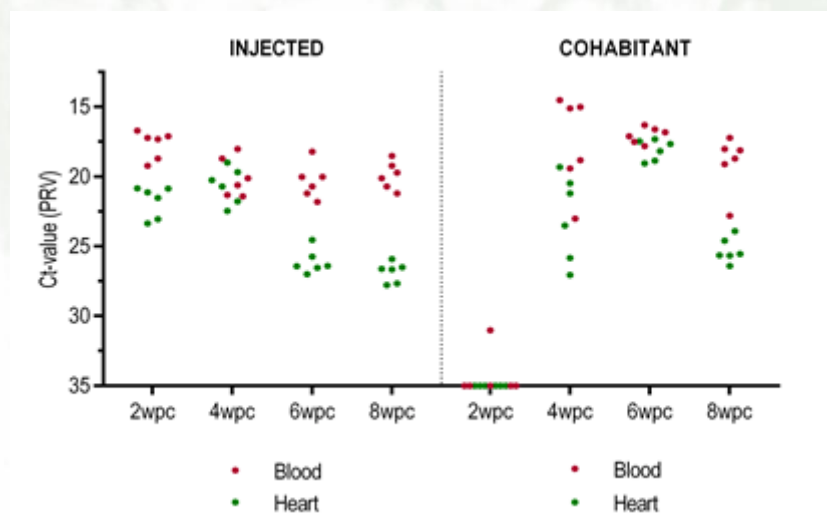 INJECTED COHABITANT
Ct-value (PRV)
15
20
25
30
35
2wpc 4wpc 6wpc 8wpc 2wpc 4wpc 6wpc 8wpc
Blood Blood
Heart Heart